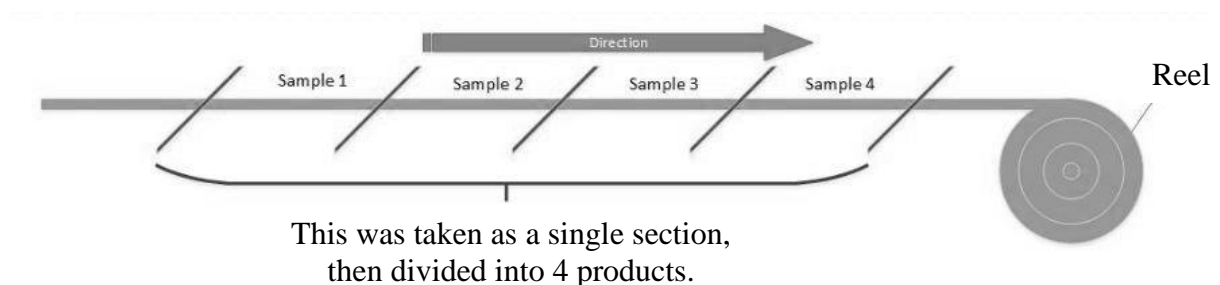 Direction
Sample 1
Sample 2
Sample 3
Sample 4
Reel
This was taken as a single section,
then divided into 4 products.